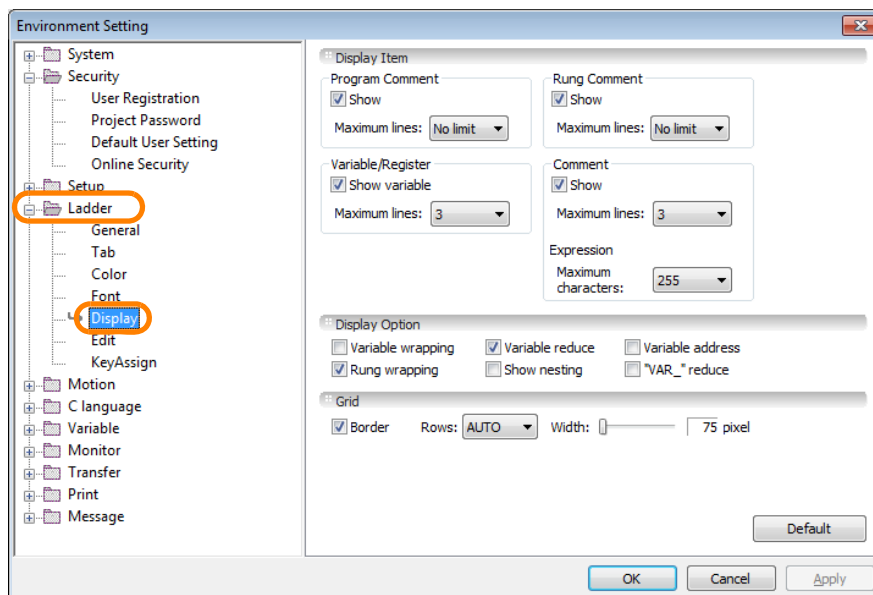 Environment Setting
System
Security
User Registration
Project Password
Default User Setting
Online Security
Setup
Ladder
General
Tab
Color
Font
Display
Edit
KeyAssign
Motion
C language
Variable
Monitor
Transfer
Print
Message
Display Item
Program Comment
Show
Maximum lines: No limit
Rung Comment
Show
Maximum lines: No limit
Variable/Register
Show variable
Maximum lines: 3
Comment
Show
Maximum lines: 3
Expression
Maximum
characters: 255
Display Option
Variable wrapping Variable reduce Variable address
Rung wrapping Show nesting "VAR_" reduce
Grid
Border Rows: AUTO Width: 75 pixel
Default
OK Cancel Apply